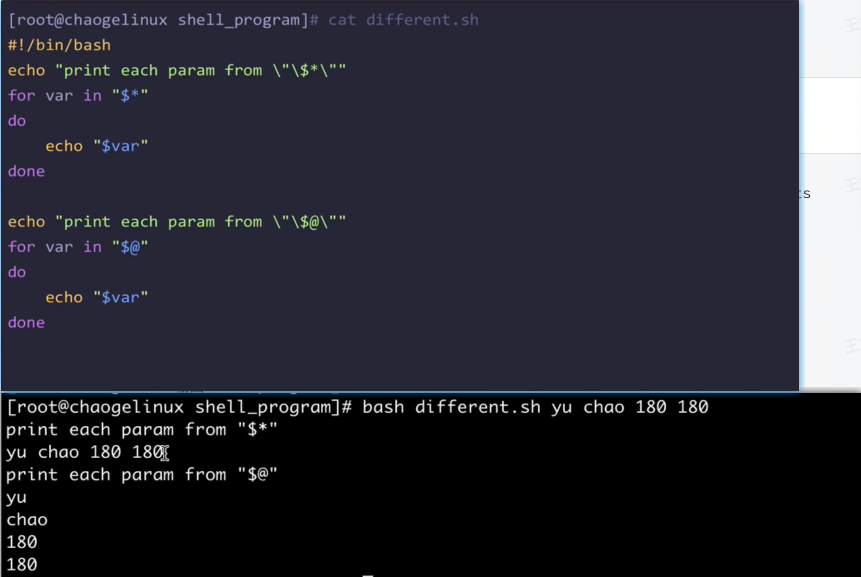 [root@chaogelinux shell_program]# cat different.sh
#!/bin/bash
echo "print each param from \"\$*\""
for var in "$*"
do
    echo "$var"
done

echo "print each param from \"\$@\""
for var in "$@"
do
    echo "$var"
done
[root@chaogelinux shell_program]# bash different.sh yu chao 180 180
print each param from "$*"
yu chao 180 180
print each param from "$@"
yu
chao
180
180